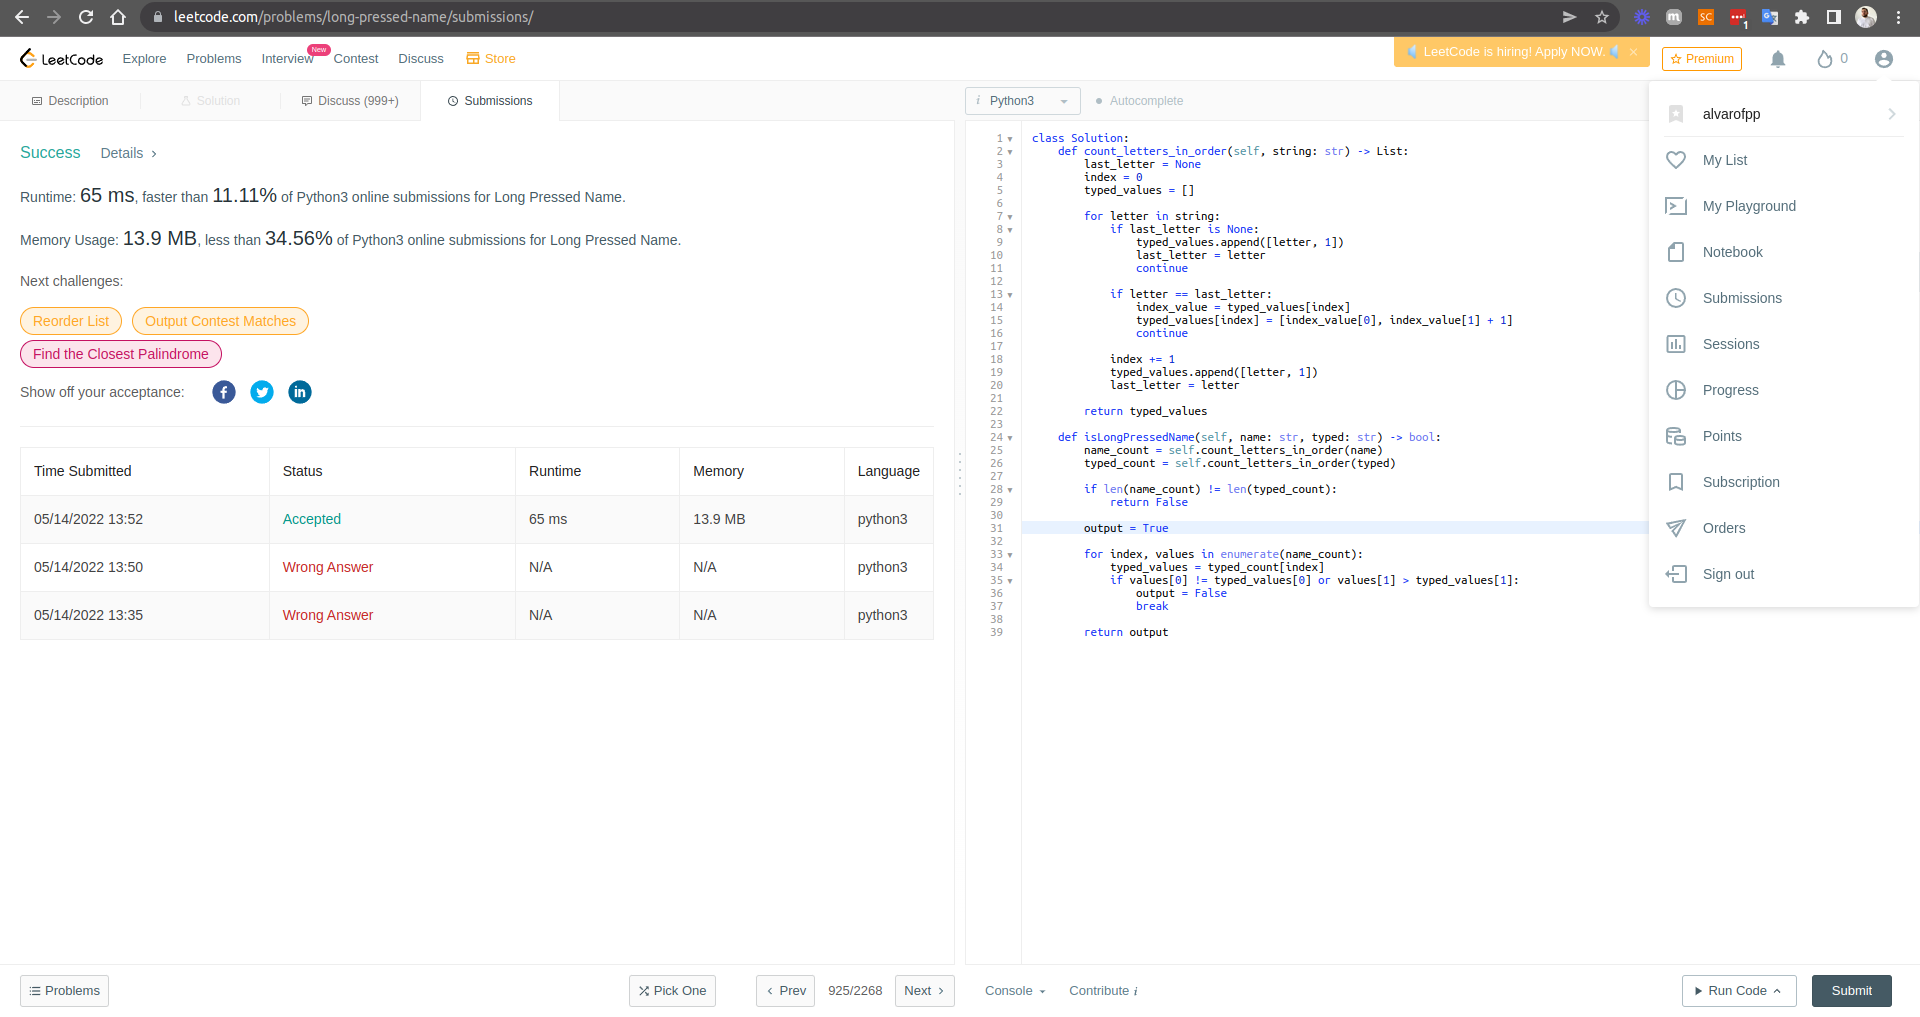 leetcode.com/problems/long-pressed-name/submissions/
m
SC
1
LeetCode
Explore
Problems
Interview
New
Contest
Discuss
Store
LeetCode is hiring! Apply NOW.
Premium
0
Description
Solution
Discuss (999+)
Submissions
i Python3
Autocomplete
Success
Details
Runtime: 65 ms, faster than 11.11% of Python3 online submissions for Long Pressed Name.
Memory Usage: 13.9 MB, less than 34.56% of Python3 online submissions for Long Pressed Name.
Next challenges:
Reorder List
Output Contest Matches
Find the Closest Palindrome
Show off your acceptance:
Time Submitted Status Runtime Memory Language
05/14/2022 13:52 Accepted 65 ms 13.9 MB python3
05/14/2022 13:50 Wrong Answer N/A N/A python3
05/14/2022 13:35 Wrong Answer N/A N/A python3
1 class Solution:
2     def count_letters_in_order(self, string: str) -> List:
3         last_letter = None
4         index = 0
5         typed_values = []
6
7         for letter in string:
8             if last_letter is None:
9                 typed_values.append([letter, 1])
10                 last_letter = letter
11                 continue
12
13             if letter == last_letter:
14                 index_value = typed_values[index]
15                 typed_values[index] = [index_value[0], index_value[1] + 1]
16                 continue
17
18             index += 1
19             typed_values.append([letter, 1])
20             last_letter = letter
21
22         return typed_values
23
24     def isLongPressedName(self, name: str, typed: str) -> bool:
25         name_count = self.count_letters_in_order(name)
26         typed_count = self.count_letters_in_order(typed)
27
28         if len(name_count) != len(typed_count):
29             return False
30
31         output = True
32
33         for index, values in enumerate(name_count):
34             typed_values = typed_count[index]
35             if values[0] != typed_values[0] or values[1] > typed_values[1]:
36                 output = False
37                 break
38
39         return output
alvarofpp
My List
My Playground
Notebook
Submissions
Sessions
Progress
Points
Subscription
Orders
Sign out
Problems
Pick One
Prev
925/2268
Next
Console
Contribute i
Run Code
Submit